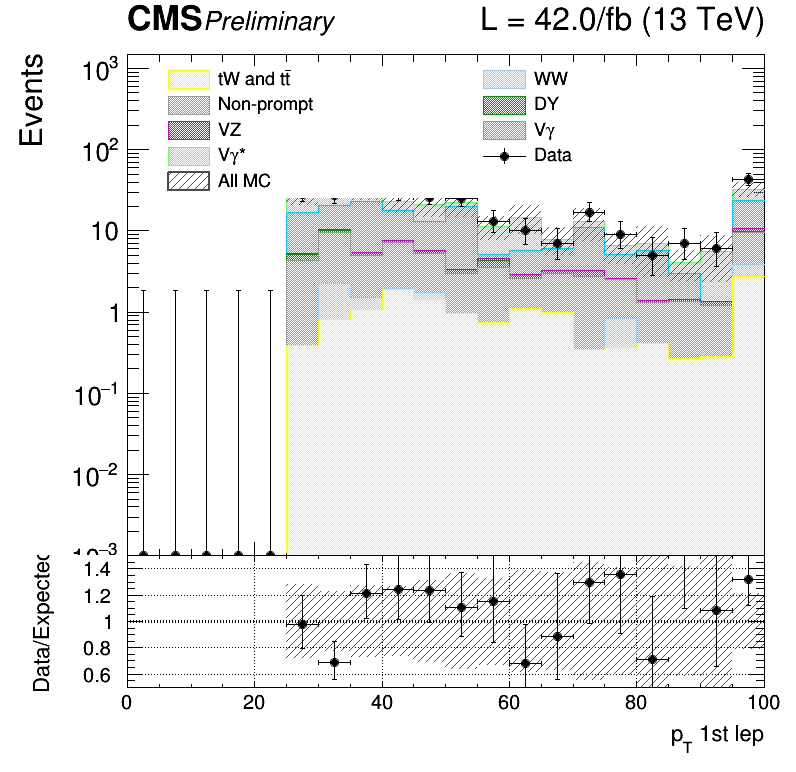 CMS Preliminary L = 42.0/fb (13 TeV)
Events
10³
10²
10
1
10⁻¹
10⁻²
10⁻³
tW and tt̄
Non-prompt
VZ
Vγ*
All MC
WW
DY
Vγ
Data
Data/Expected
1.4
1.2
1
0.8
0.6
0 20 40 60 80 100
p_T 1st lep